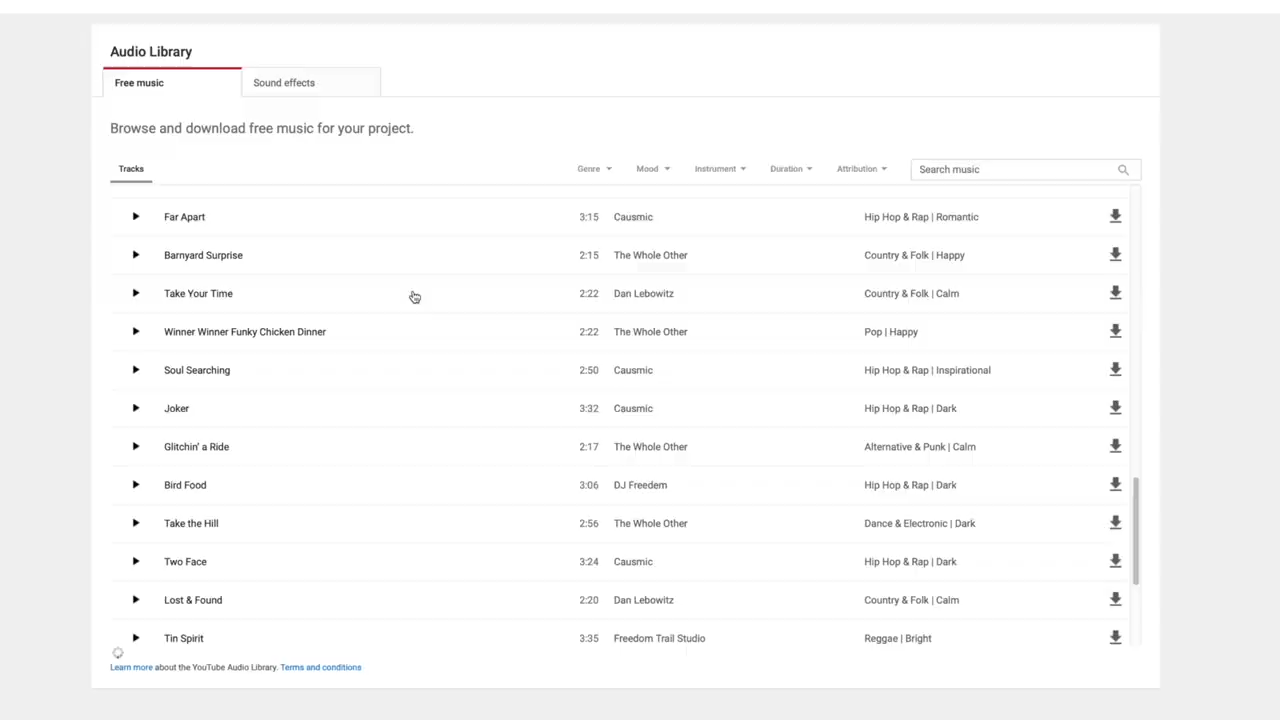 Audio Library
Free music Sound effects
Browse and download free music for your project.
Tracks Genre Mood Instrument Duration Attribution Search music
Far Apart 3:15 Causmic Hip Hop & Rap | Romantic
Barnyard Surprise 2:15 The Whole Other Country & Folk | Happy
Take Your Time 2:22 Dan Lebowitz Country & Folk | Calm
Winner Winner Funky Chicken Dinner 2:22 The Whole Other Pop | Happy
Soul Searching 2:50 Causmic Hip Hop & Rap | Inspirational
Joker 3:32 Causmic Hip Hop & Rap | Dark
Glitchin' a Ride 2:17 The Whole Other Alternative & Punk | Calm
Bird Food 3:06 DJ Freedem Hip Hop & Rap | Dark
Take the Hill 2:56 The Whole Other Dance & Electronic | Dark
Two Face 3:24 Causmic Hip Hop & Rap | Dark
Lost & Found 2:20 Dan Lebowitz Country & Folk | Calm
Tin Spirit 3:35 Freedom Trail Studio Reggae | Bright
Learn more about the YouTube Audio Library. Terms and conditions